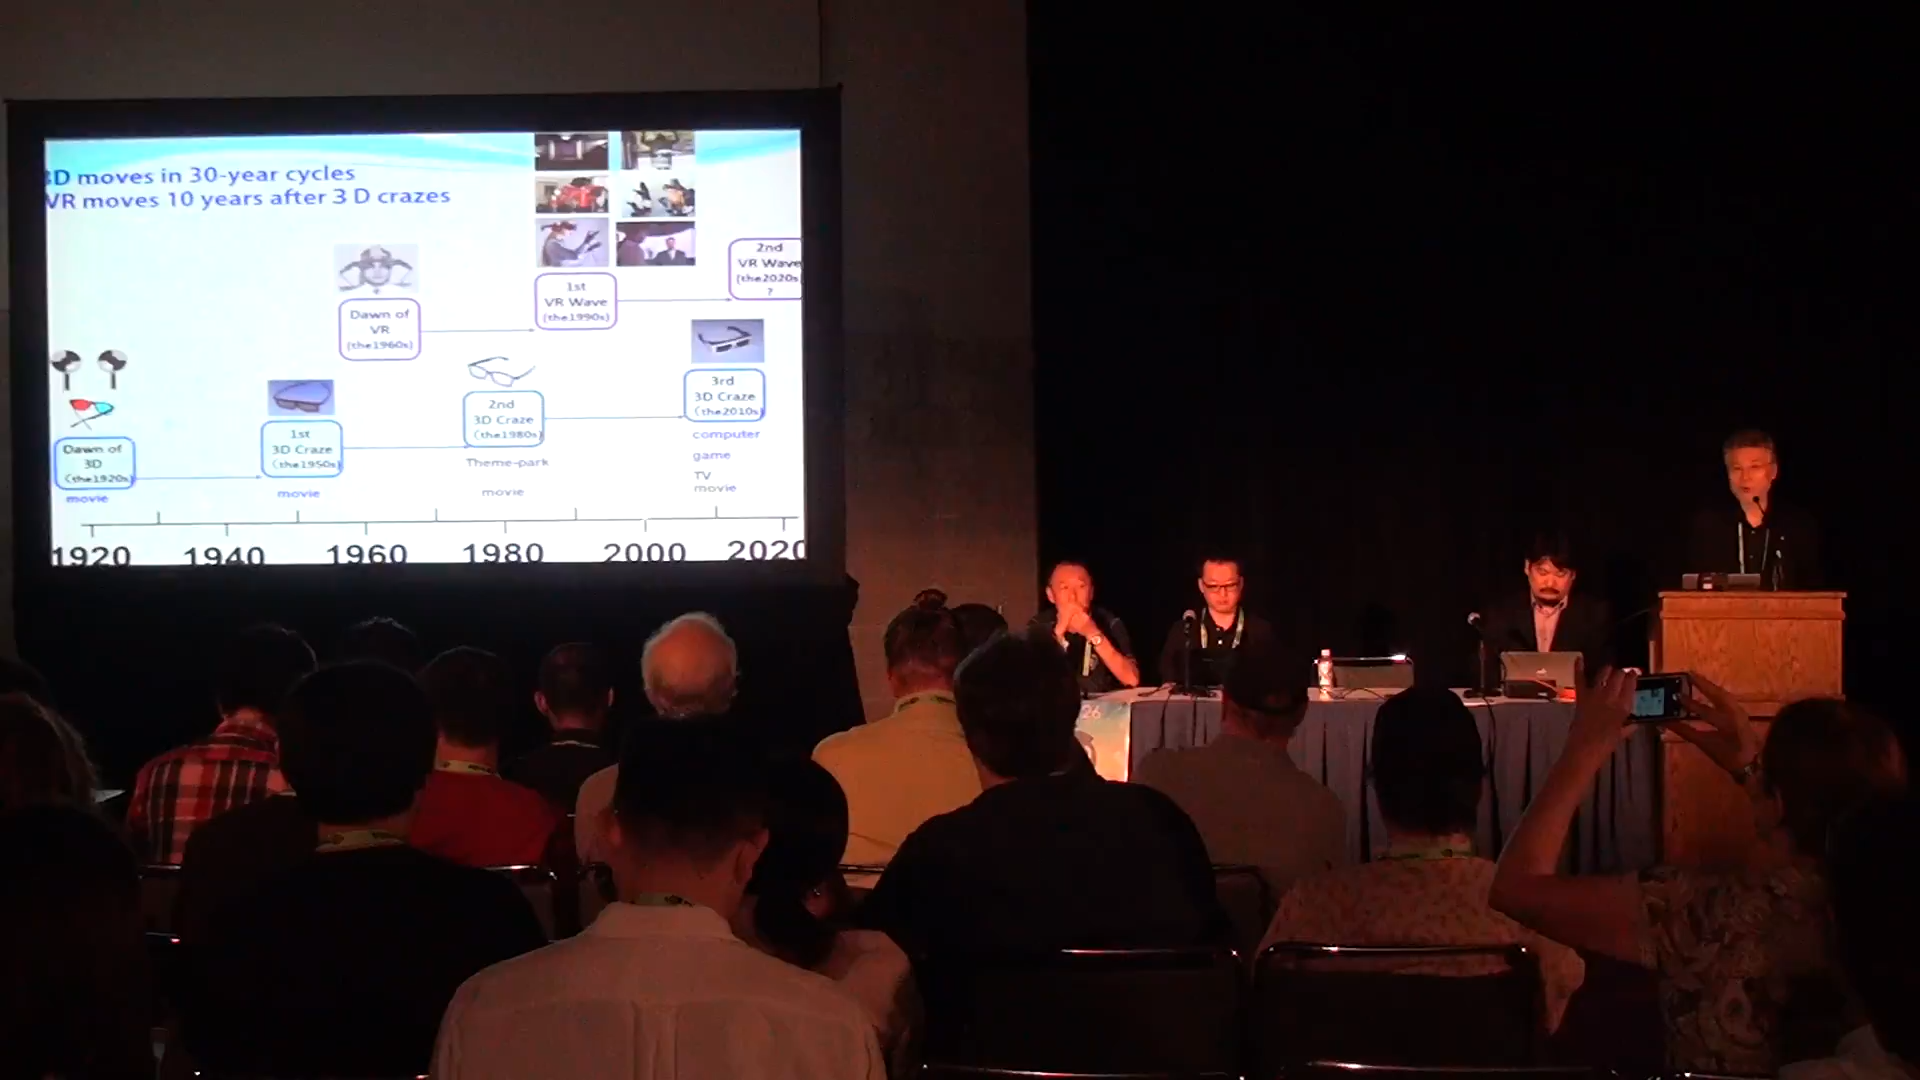 3D moves in 30-year cycles
VR moves 10 years after 3 D crazes
2nd
VR Wave
(the2020s
?
1st
VR Wave
(the1990s)
Dawn of
VR
(the1960s)
3rd
3D Craze
(the2010s)
computer
game
TV
movie
2nd
3D Craze
(the1980s)
Theme-park
movie
1st
3D Craze
(the1950s)
movie
Dawn of
3D
(the1920s)
movie
1920 1940 1960 1980 2000 2020
26